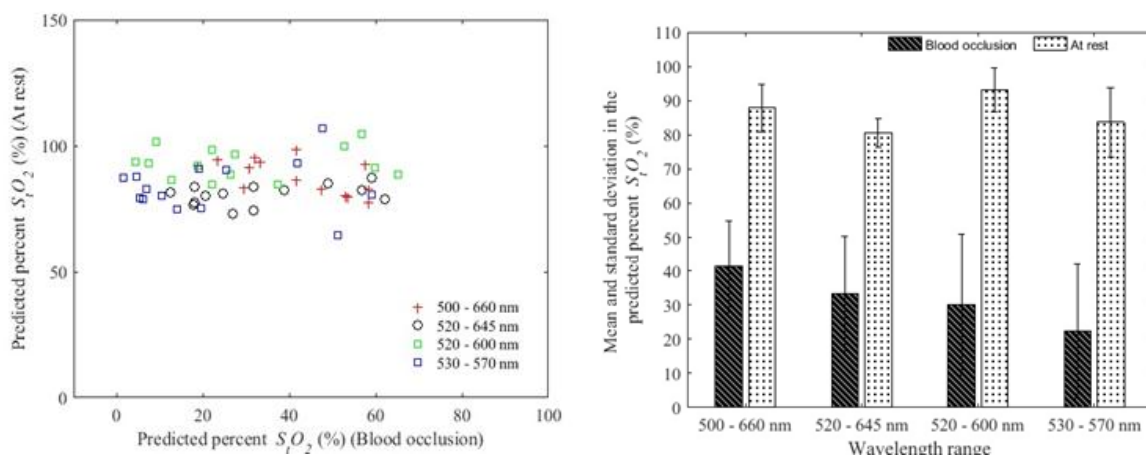 150
100
50
0
0
20
40
60
80
100
Predicted percent StO2 (%) (At rest)
Predicted percent StO2 (%) (Blood occlusion)
500 - 660 nm
520 - 645 nm
520 - 600 nm
530 - 570 nm
110
100
90
80
70
60
50
40
30
20
10
0
Mean and standard deviation in the
predicted percent StO2 (%)
Blood occlusion
At rest
500 - 660 nm
520 - 645 nm
520 - 600 nm
530 - 570 nm
Wavelength range